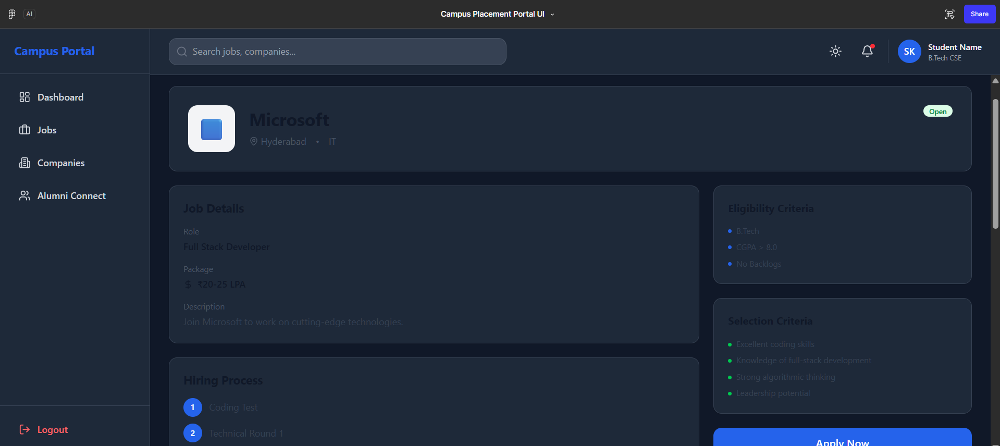 AI
Campus Placement Portal UI
Share
Campus Portal
Search jobs, companies...
SK
Student Name
B.Tech CSE
Dashboard
Jobs
Companies
Alumni Connect
Logout
Microsoft
Hyderabad • IT
Open
Job Details
Role
Full Stack Developer
Package
$ ₹20-25 LPA
Description
Join Microsoft to work on cutting-edge technologies.
Hiring Process
1 Coding Test
2 Technical Round 1
Eligibility Criteria
B.Tech
CGPA > 8.0
No Backlogs
Selection Criteria
Excellent coding skills
Knowledge of full-stack development
Strong algorithmic thinking
Leadership potential
Apply Now